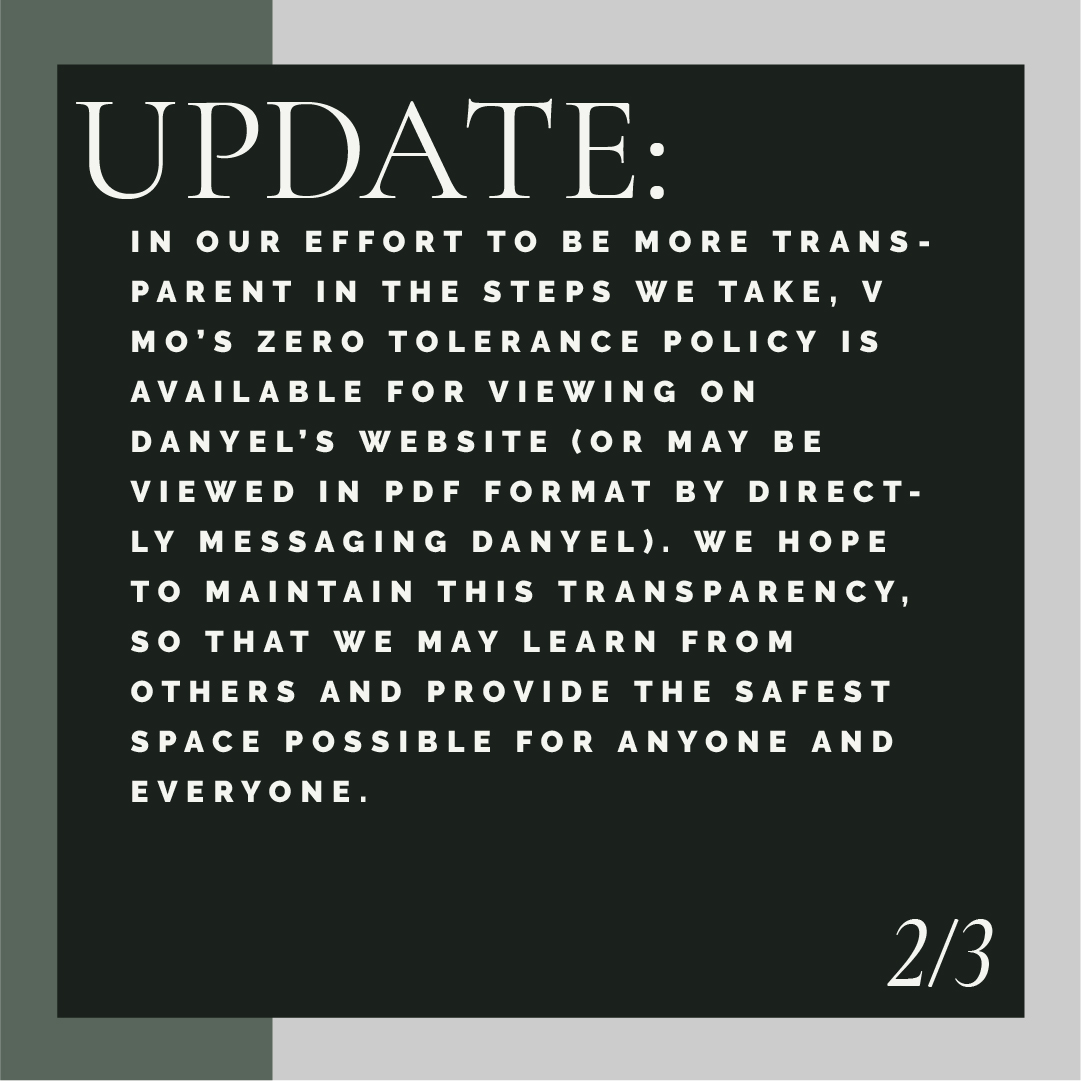 UPDATE:
IN OUR EFFORT TO BE MORE TRANS-
PARENT IN THE STEPS WE TAKE, V
MO’S ZERO TOLERANCE POLICY IS
AVAILABLE FOR VIEWING ON
DANYEL’S WEBSITE (OR MAY BE
VIEWED IN PDF FORMAT BY DIRECT-
LY MESSAGING DANYEL). WE HOPE
TO MAINTAIN THIS TRANSPARENCY,
SO THAT WE MAY LEARN FROM
OTHERS AND PROVIDE THE SAFEST
SPACE POSSIBLE FOR ANYONE AND
EVERYONE.
2/3